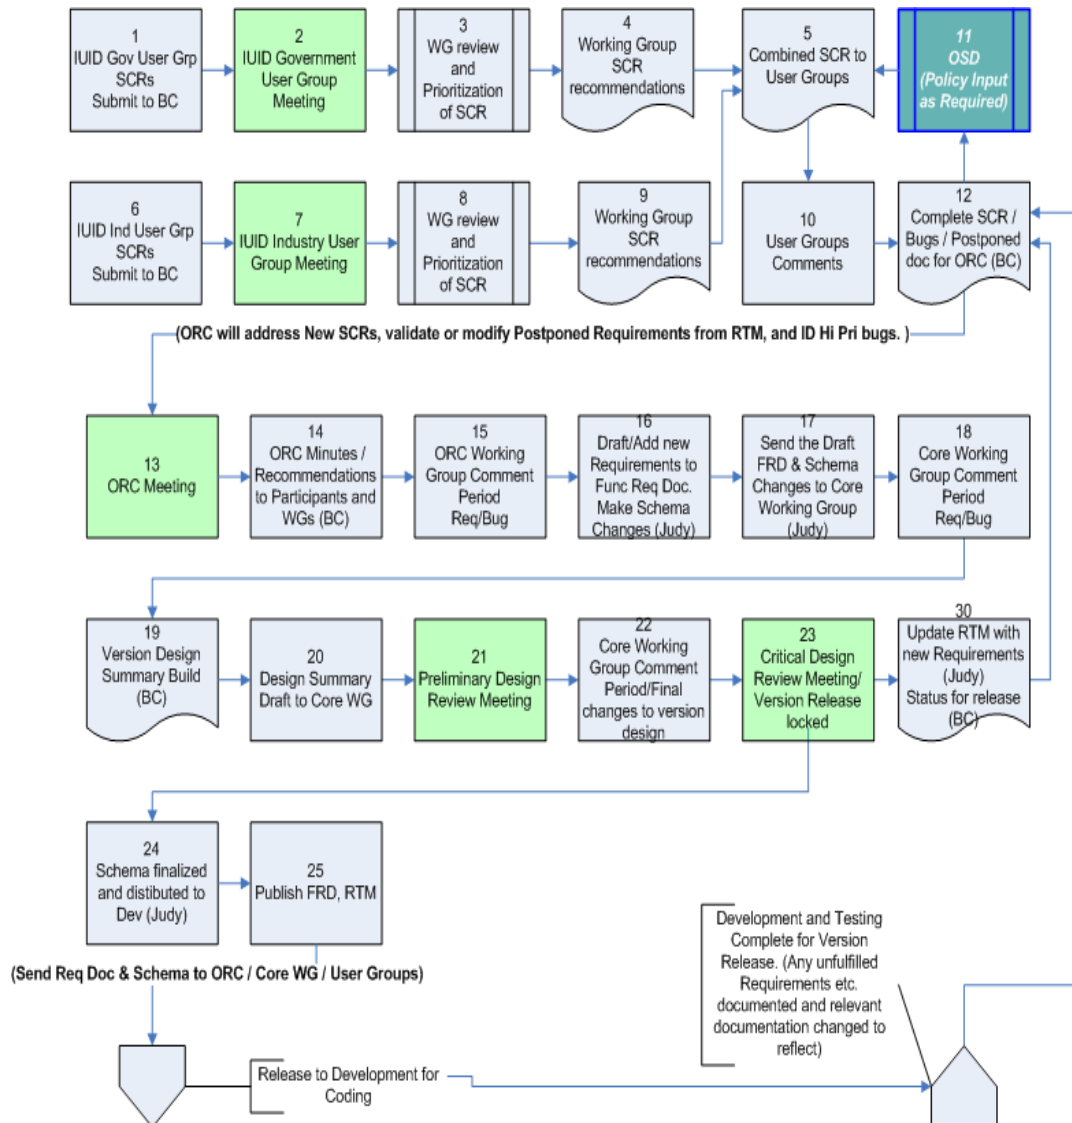 1
IUID Gov User Grp
SCRs
Submit to BC
2
IUID Government
User Group
Meeting
3
WG review
and
Prioritization
of SCR
4
Working Group
SCR
recommendations
5
Combined SCR to
User Groups
11
OSD
(Policy Input
as Required)
6
IUID Ind User Grp
SCRs
Submit to BC
7
IUID Industry User
Group Meeting
8
WG review
and
Prioritization
of SCR
9
Working Group
SCR
recommendations
10
User Groups
Comments
12
Complete SCR /
Bugs / Postponed
doc for ORC (BC)
(ORC will address New SCRs, validate or modify Postponed Requirements from RTM, and ID Hi Pri bugs. )
13
ORC Meeting
14
ORC Minutes /
Recommendations
to Participants and
WGs (BC)
15
ORC Working
Group Comment
Period
Req/Bug
16
Draft/Add new
Requirements to
Func Req Doc.
Make Schema
Changes (Judy)
17
Send the Draft
FRD & Schema
Changes to Core
Working Group
(Judy)
18
Core Working
Group Comment
Period
Req/Bug
19
Version Design
Summary Build
(BC)
20
Design Summary
Draft to Core WG
21
Preliminary Design
Review Meeting
22
Core Working
Group Comment
Period/Final
changes to version
design
23
Critical Design
Review Meeting/
Version Release
locked
30
Update RTM with
new Requirements
(Judy)
Status for release
(BC)
24
Schema finalized
and distibuted to
Dev (Judy)
25
Publish FRD, RTM
(Send Req Doc & Schema to ORC / Core WG / User Groups)
Development and Testing
Complete for Version
Release. (Any unfulfilled
Requirements etc.
documented and relevant
documentation changed to
reflect)
Release to Development for
Coding